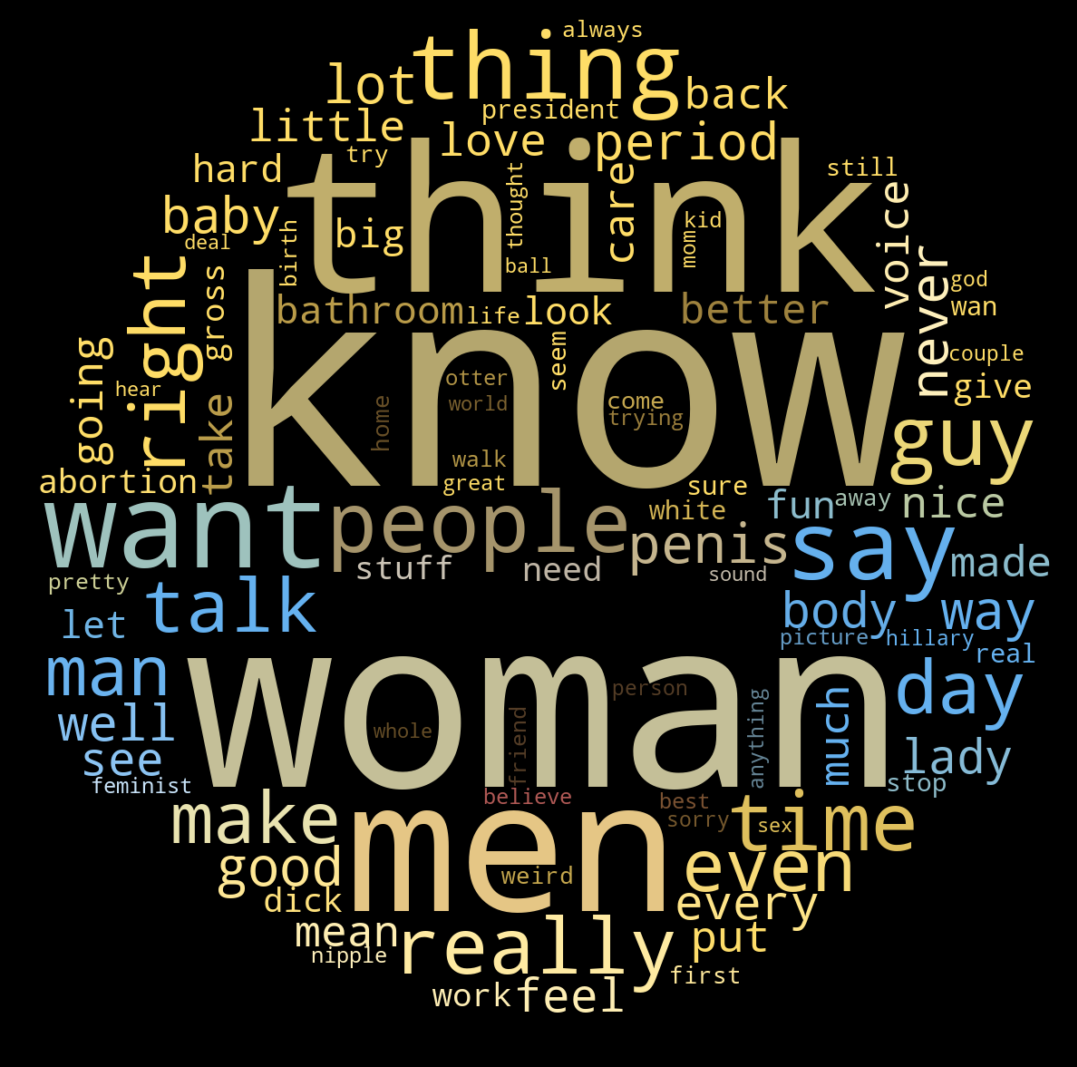 always
thing
lot
back
president
little
love
period
try
hard
still
think
thought
care
baby
big
mom
kid
voice
deal
birth
ball
never
god
right
gross
know
bathroom
life
look
better
wan
going
seem
couple
hear
otter
give
take
home
world
come
trying
guy
walk
abortion
great
sure
want
people
white
fun
away
nice
penis
say
stuff
need
sound
made
pretty
talk
let
body
way
picture
hillary
real
man
woman
person
day
well
whole
friend
anything
much
see
lady
feminist
stop
believe
best
make
men
sorry
time
sex
good
weird
even
dick
every
mean
really
put
nipple
first
work
feel